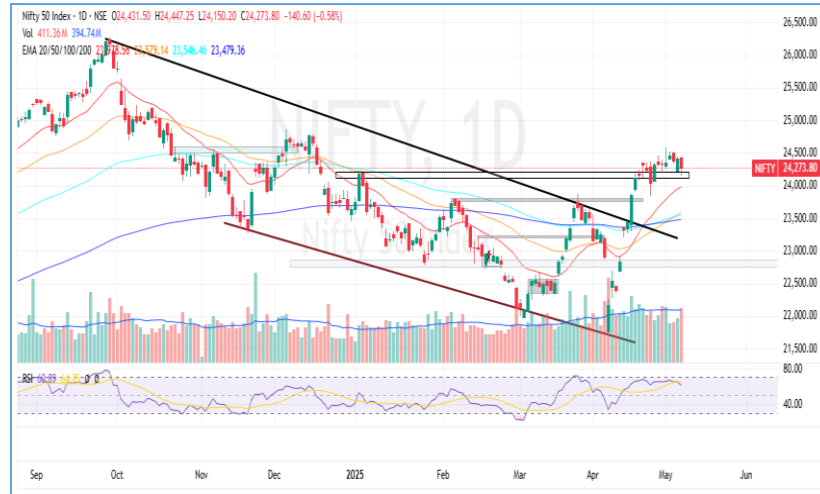 Nifty 50 Index · 1D · NSE O24,431.50 H24,447.25 L24,150.20 C24,273.80 −140.60 (−0.58%)
Vol 411.36M 394.74M
EMA 20/50/100/200 23,978.56 23,579.14 23,546.46 23,479.36
NIFTY, 1D
Nifty 50 Index
26,500.00
26,000.00
25,500.00
25,000.00
24,500.00
NIFTY 24,273.80
24,000.00
23,500.00
23,000.00
22,500.00
22,000.00
21,500.00
RSI 60.89 Ø Ø
80.00
40.00
Sep Oct Nov Dec 2025 Feb Mar Apr May Jun